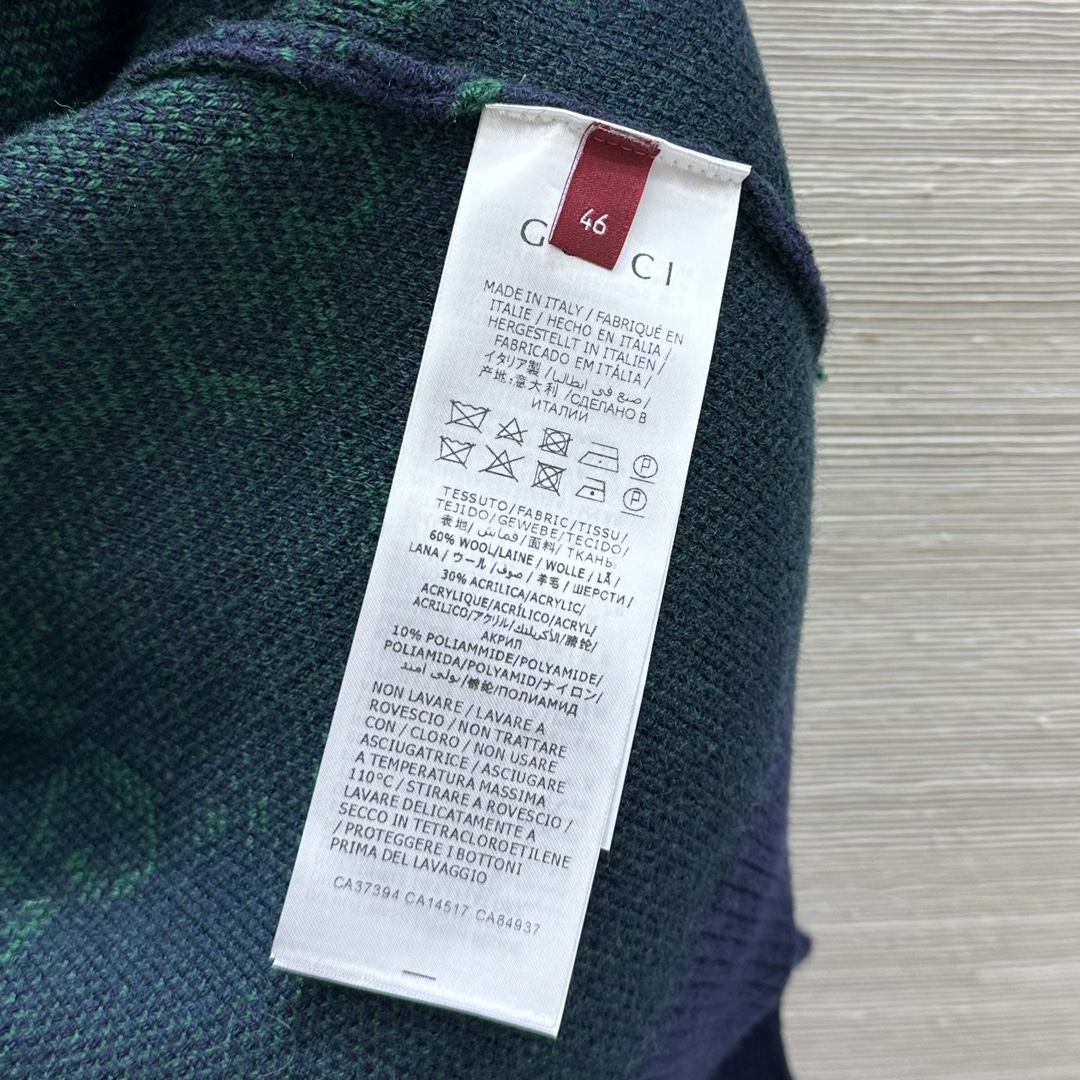 46
G CI
MADE IN ITALY / FABRIQUÉ EN
ITALIE / HECHO EN ITALIA /
HERGESTELLT IN ITALIEN /
FABRICADO EM ITÁLIA /
イタリア製 / صنع في ايطاليا /
产地:意大利 /СДЕЛАНО В
ИТАЛИИ
P
P
TESSUTO/FABRIC/TISSU/
TEJIDO/GEWEBE/TECIDO/
表地/ قماش /面料/ ТКАНЬ:
60% WOOL/LAINE / WOLLE / LÃ /
LANA / ウール / صوف / 羊毛 / ШЕРСТИ /
30% ACRILICA/ACRYLIC/
ACRYLIQUE/ACRÍLICO/ACRYL/
ACRILICO/アクリル/الأكريليك/腈纶/
АКРИЛ
10% POLIAMMIDE/POLYAMIDE/
POLIAMIDA/POLYAMID/ナイロン/
بولي اميد /锦纶/ПОЛИАМИД
NON LAVARE / LAVARE A
ROVESCIO / NON TRATTARE
CON / CLORO / NON USARE
ASCIUGATRICE / ASCIUGARE
A TEMPERATURA MASSIMA
110°C / STIRARE A ROVESCIO /
LAVARE DELICATAMENTE A
SECCO IN TETRACLOROETILENE
/ PROTEGGERE I BOTTONI
PRIMA DEL LAVAGGIO
CA37394 CA14517 CA84937